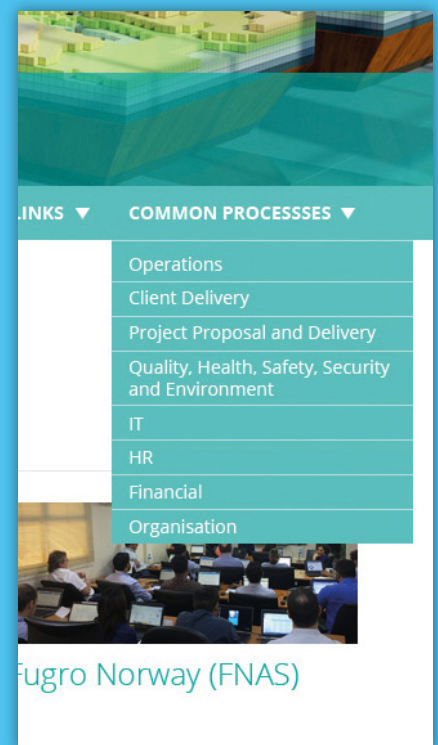 LINKS ▼ COMMON PROCESSSES ▼
Operations
Client Delivery
Project Proposal and Delivery
Quality, Health, Safety, Security
and Environment
IT
HR
Financial
Organisation
Fugro Norway (FNAS)